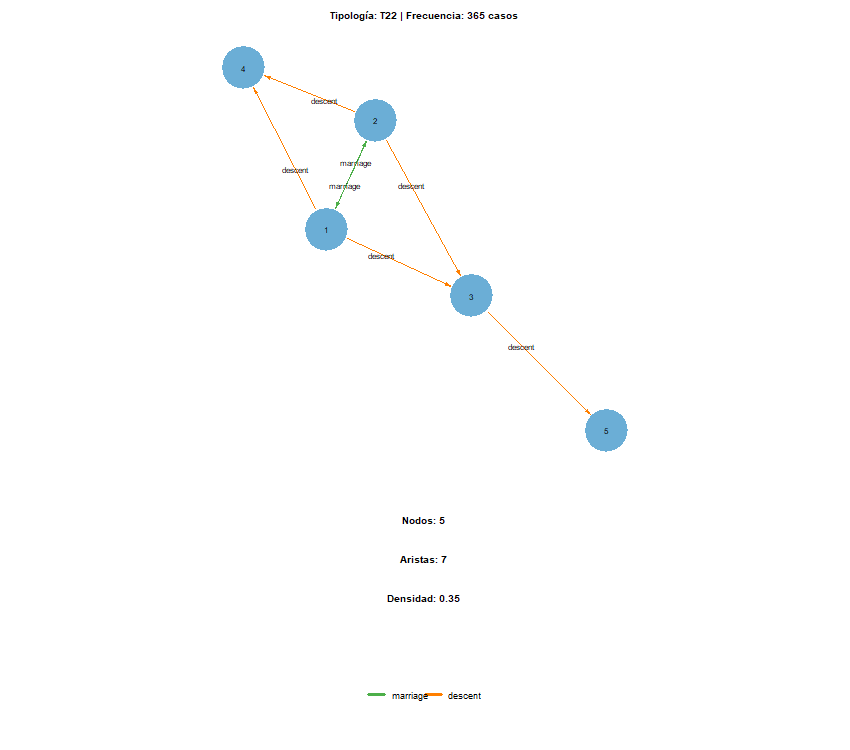 Tipología: T22 | Frecuencia: 365 casos
4
descent
2
marriage
descent
marriage
descent
1
descent
3
descent
5
Nodos: 5
Aristas: 7
Densidad: 0.35
marriage descent